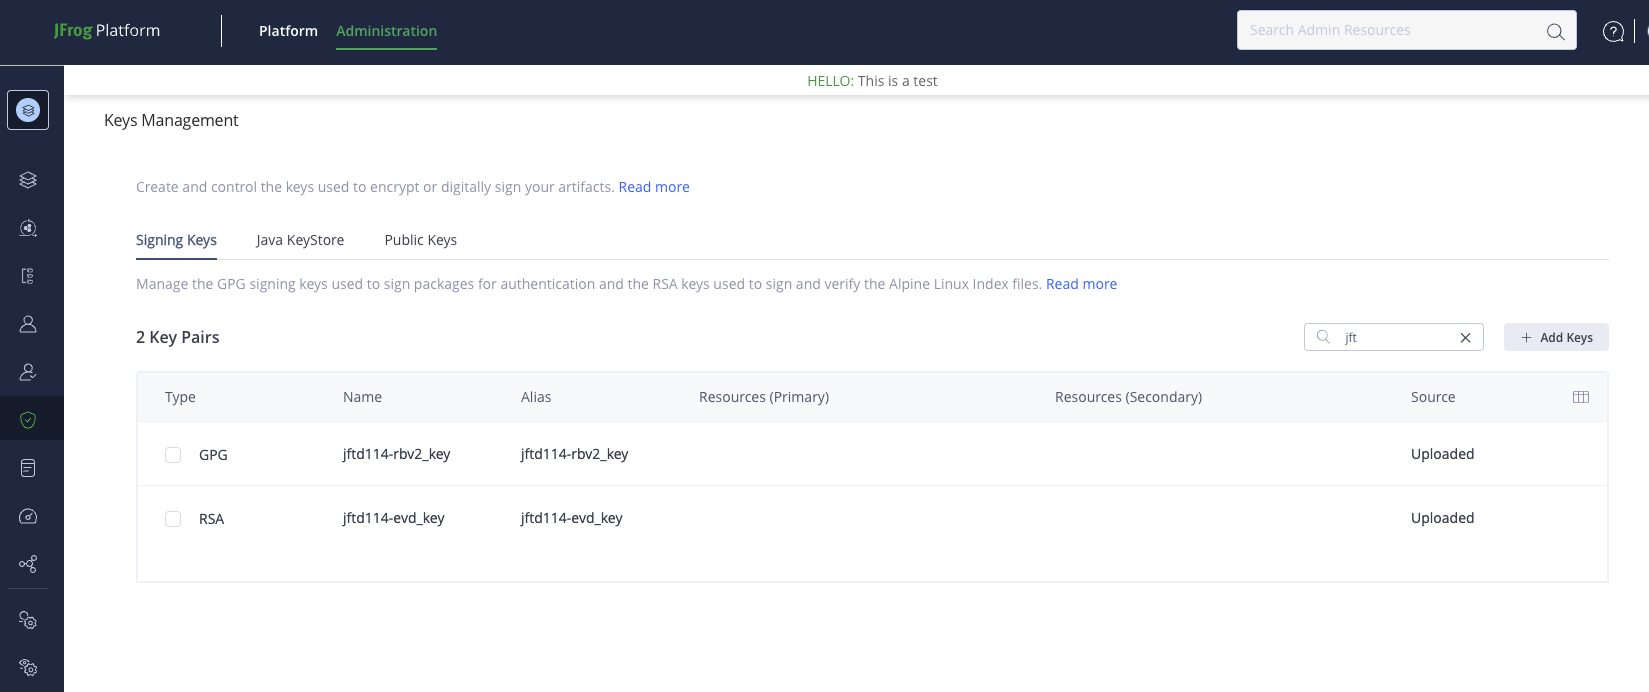 JFrog Platform
Platform Administration
Search Admin Resources
?
HELLO: This is a test
Keys Management
Create and control the keys used to encrypt or digitally sign your artifacts. Read more
Signing Keys Java KeyStore Public Keys
Manage the GPG signing keys used to sign packages for authentication and the RSA keys used to sign and verify the Alpine Linux Index files. Read more
2 Key Pairs jft + Add Keys
Type Name Alias Resources (Primary) Resources (Secondary) Source
GPG jftd114-rbv2_key jftd114-rbv2_key Uploaded
RSA jftd114-evd_key jftd114-evd_key Uploaded